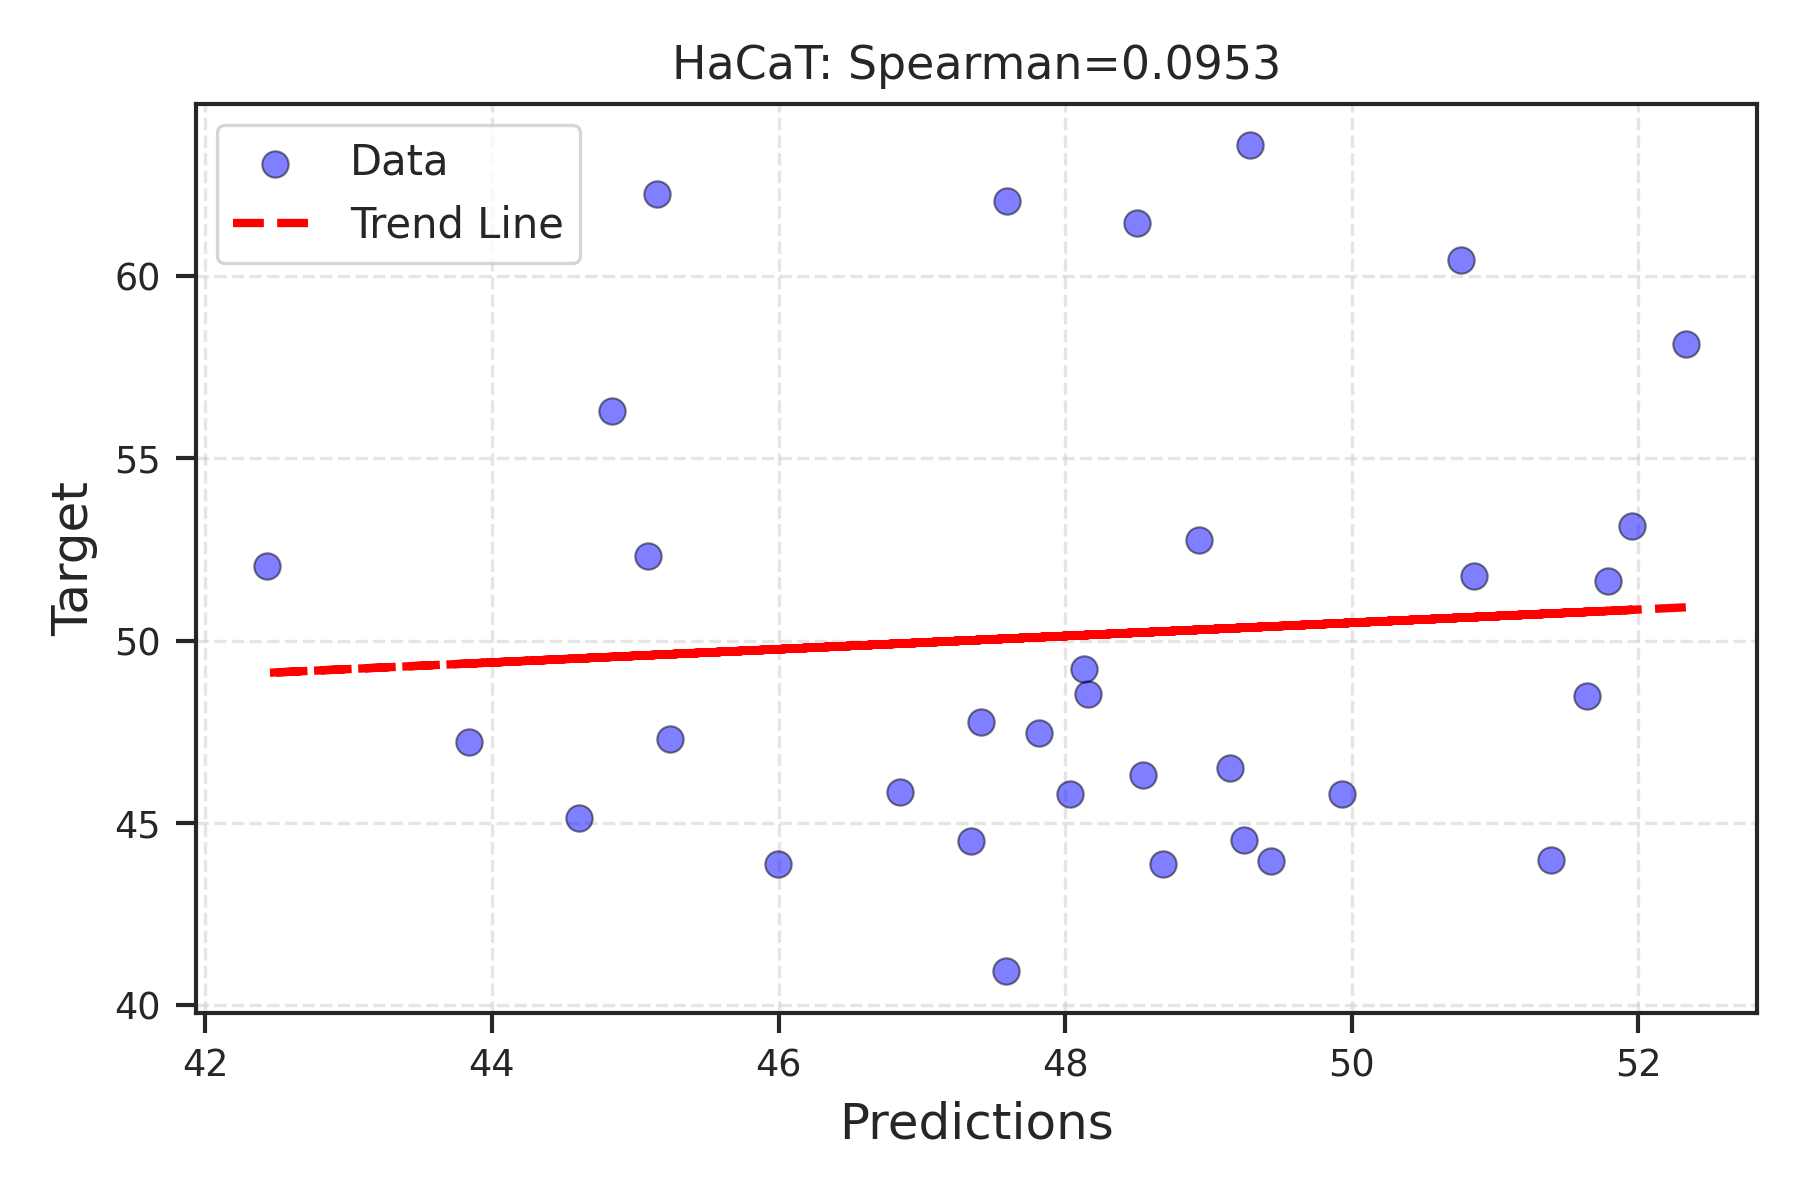 HaCaT: Spearman=0.0953
Data
Trend Line
60
55
50
45
40
Target
42 44 46 48 50 52
Predictions